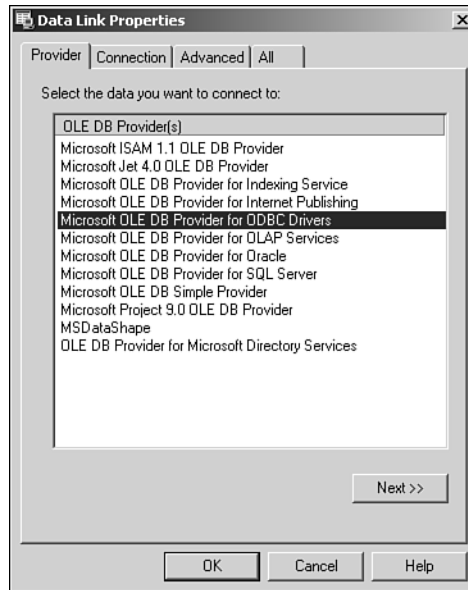 Data Link Properties
Provider Connection Advanced All
Select the data you want to connect to:
OLE DB Provider(s)
Microsoft ISAM 1.1 OLE DB Provider
Microsoft Jet 4.0 OLE DB Provider
Microsoft OLE DB Provider for Indexing Service
Microsoft OLE DB Provider for Internet Publishing
Microsoft OLE DB Provider for ODBC Drivers
Microsoft OLE DB Provider for OLAP Services
Microsoft OLE DB Provider for Oracle
Microsoft OLE DB Provider for SQL Server
Microsoft OLE DB Simple Provider
Microsoft Project 9.0 OLE DB Provider
MSDataShape
OLE DB Provider for Microsoft Directory Services
Next >>
OK Cancel Help